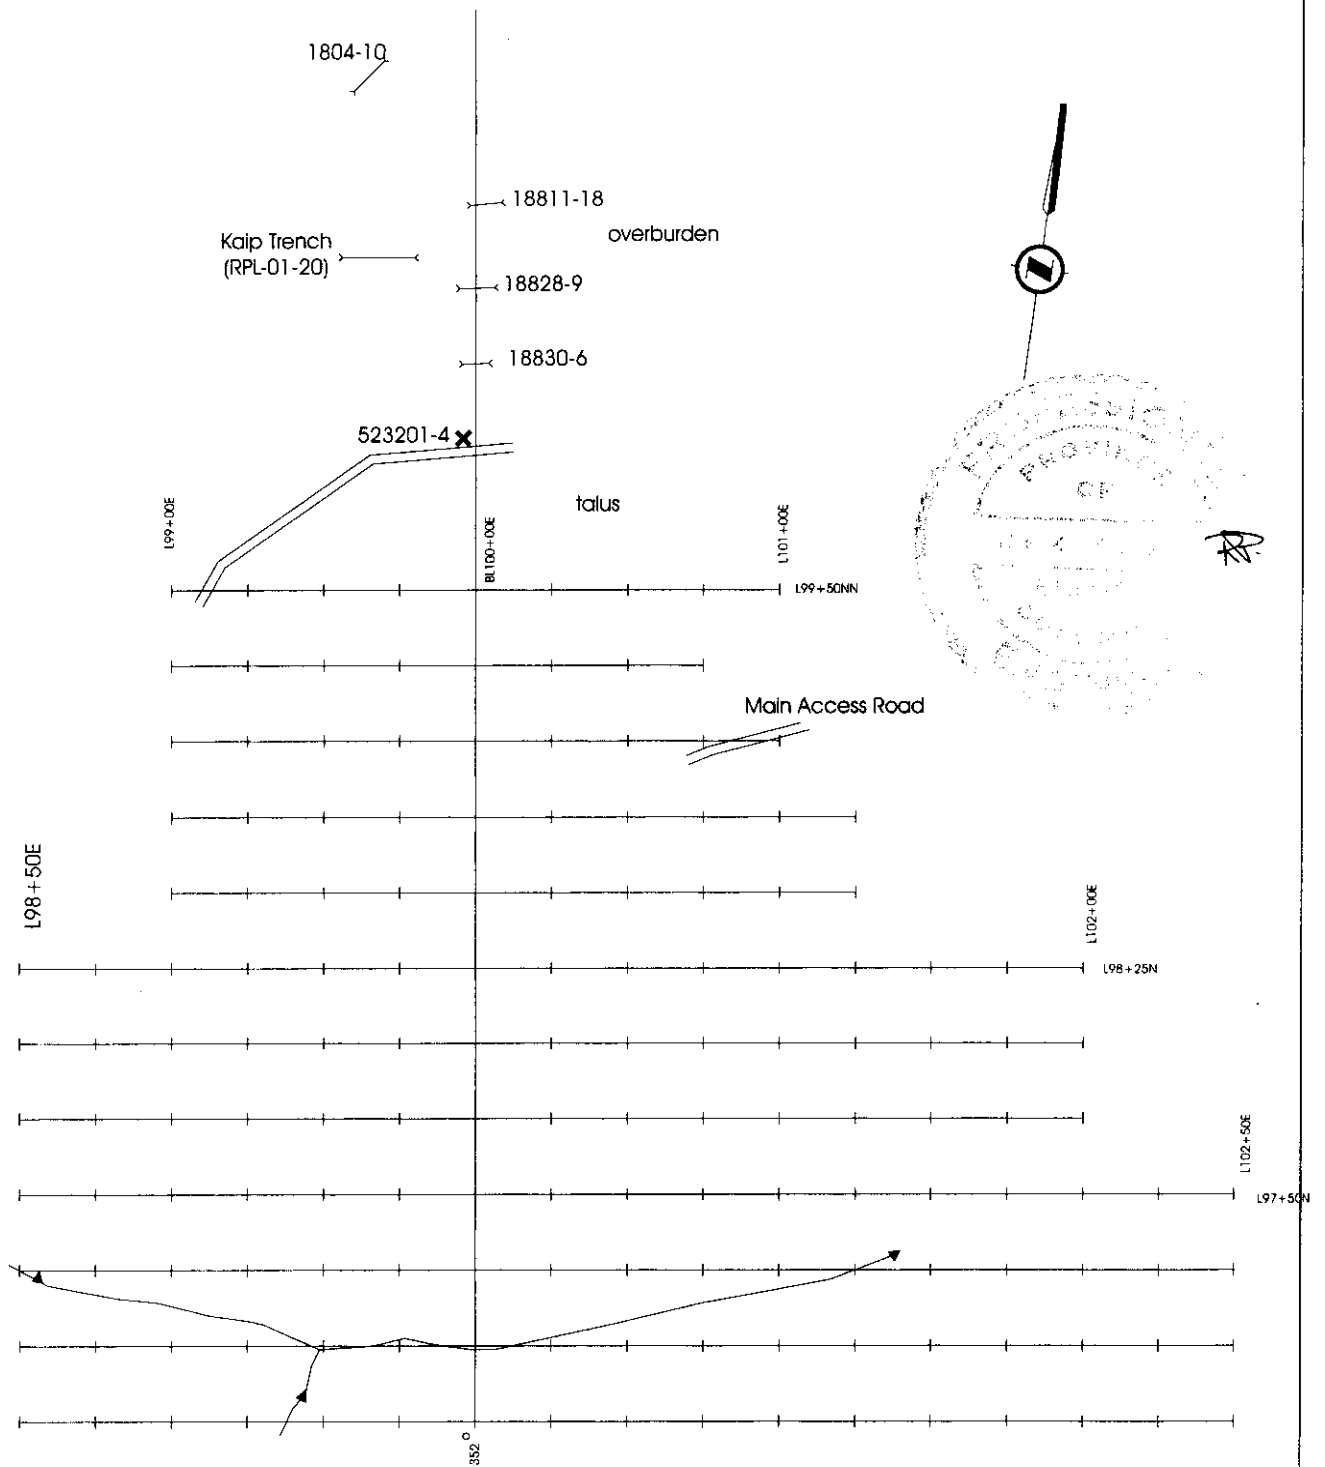 1804-10
18811-18
Kaip Trench
(RPL-01-20)
overburden
18828-9
18830-6
523201-4
L99+00E
talus
BL100+00E
L101+00E
L99+50NN
PROVINCE
OF
Main Access Road
L98+50E
L102+00E
L98+25N
L102+50E
L97+50N
352°